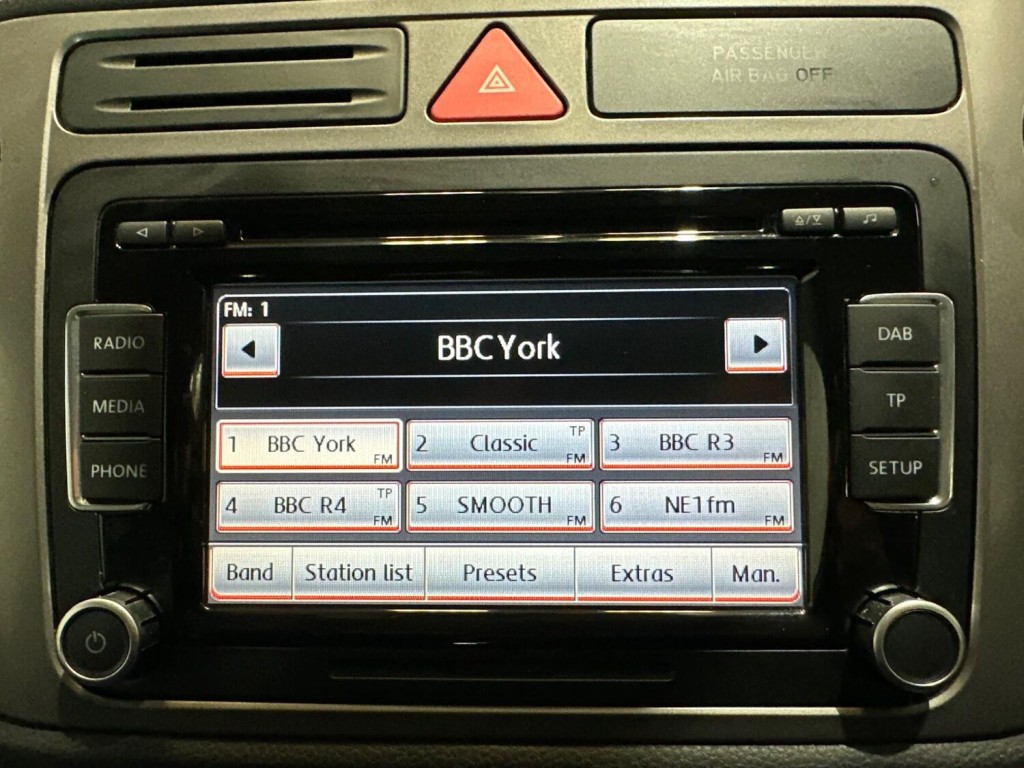 PASSENGER
AIR BAG OFF
RADIO
MEDIA
PHONE
DAB
TP
SETUP
FM: 1
BBC York
1 BBC York FM
2 Classic TP FM
3 BBC R3 FM
4 BBC R4 TP FM
5 SMOOTH FM
6 NE1fm FM
Band Station list Presets Extras Man.